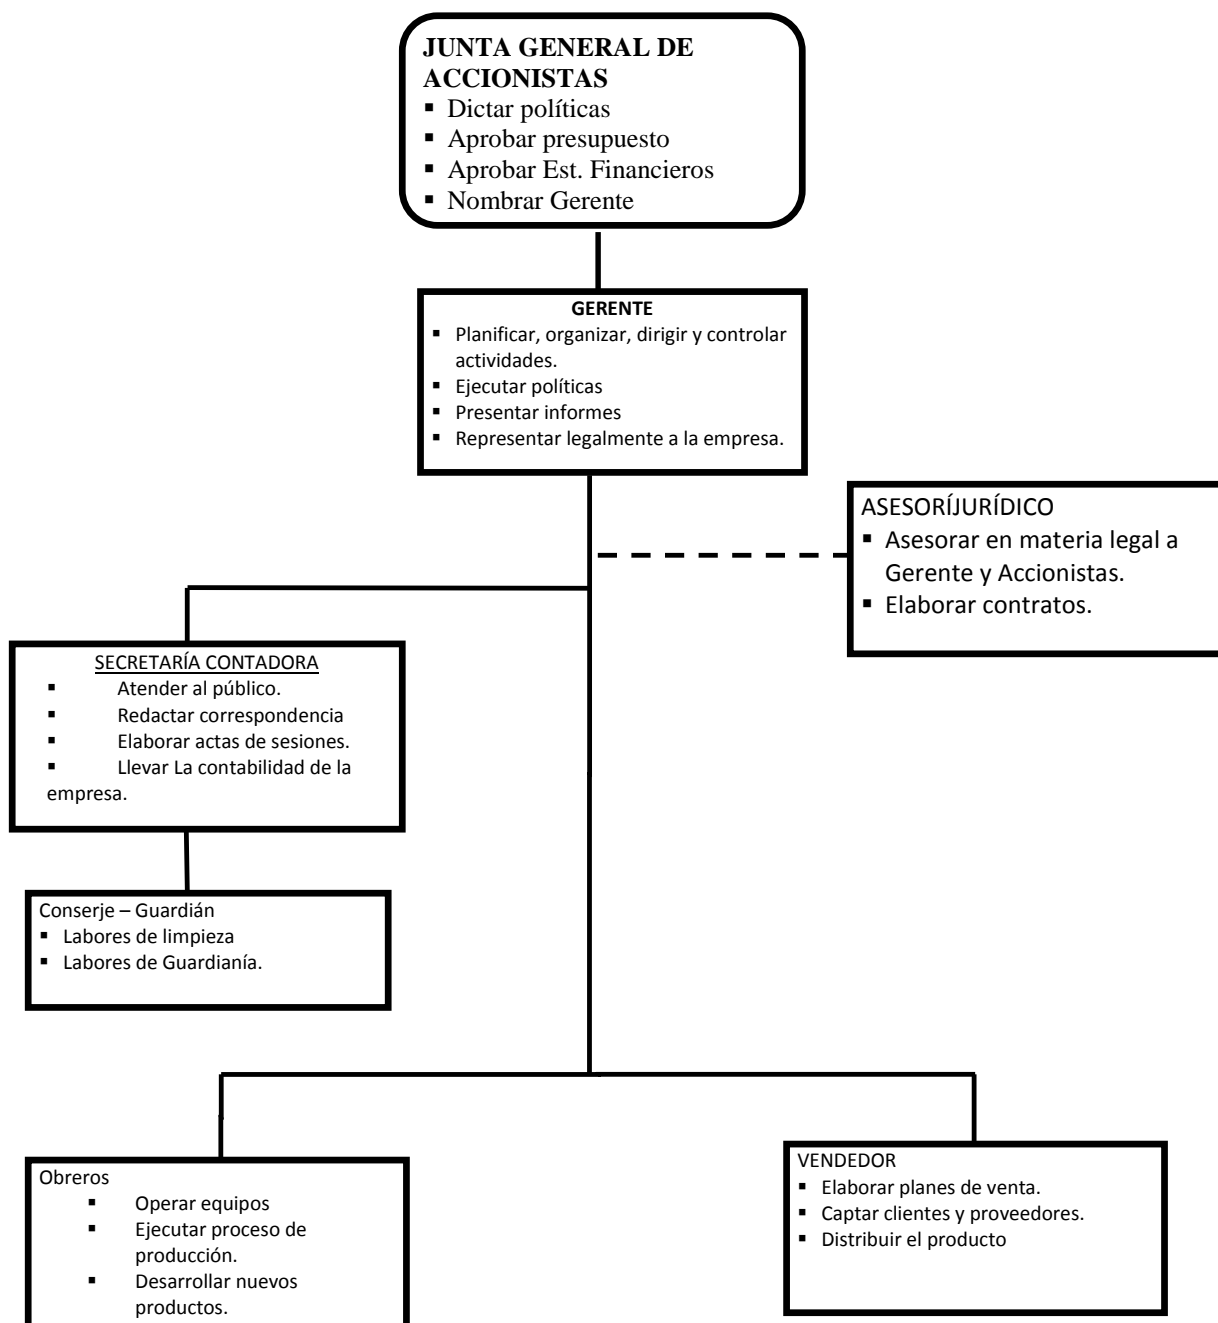 JUNTA GENERAL DE
ACCIONISTAS
▪ Dictar políticas
▪ Aprobar presupuesto
▪ Aprobar Est. Financieros
▪ Nombrar Gerente
GERENTE
▪ Planificar, organizar, dirigir y controlar
actividades.
▪ Ejecutar políticas
▪ Presentar informes
▪ Representar legalmente a la empresa.
ASESORÍJURÍDICO
▪ Asesorar en materia legal a
Gerente y Accionistas.
▪ Elaborar contratos.
SECRETARÍA CONTADORA
▪ Atender al público.
▪ Redactar correspondencia
▪ Elaborar actas de sesiones.
▪ Llevar La contabilidad de la
empresa.
Conserje – Guardián
▪ Labores de limpieza
▪ Labores de Guardianía.
Obreros
▪ Operar equipos
▪ Ejecutar proceso de
producción.
▪ Desarrollar nuevos
productos.
VENDEDOR
▪ Elaborar planes de venta.
▪ Captar clientes y proveedores.
▪ Distribuir el producto